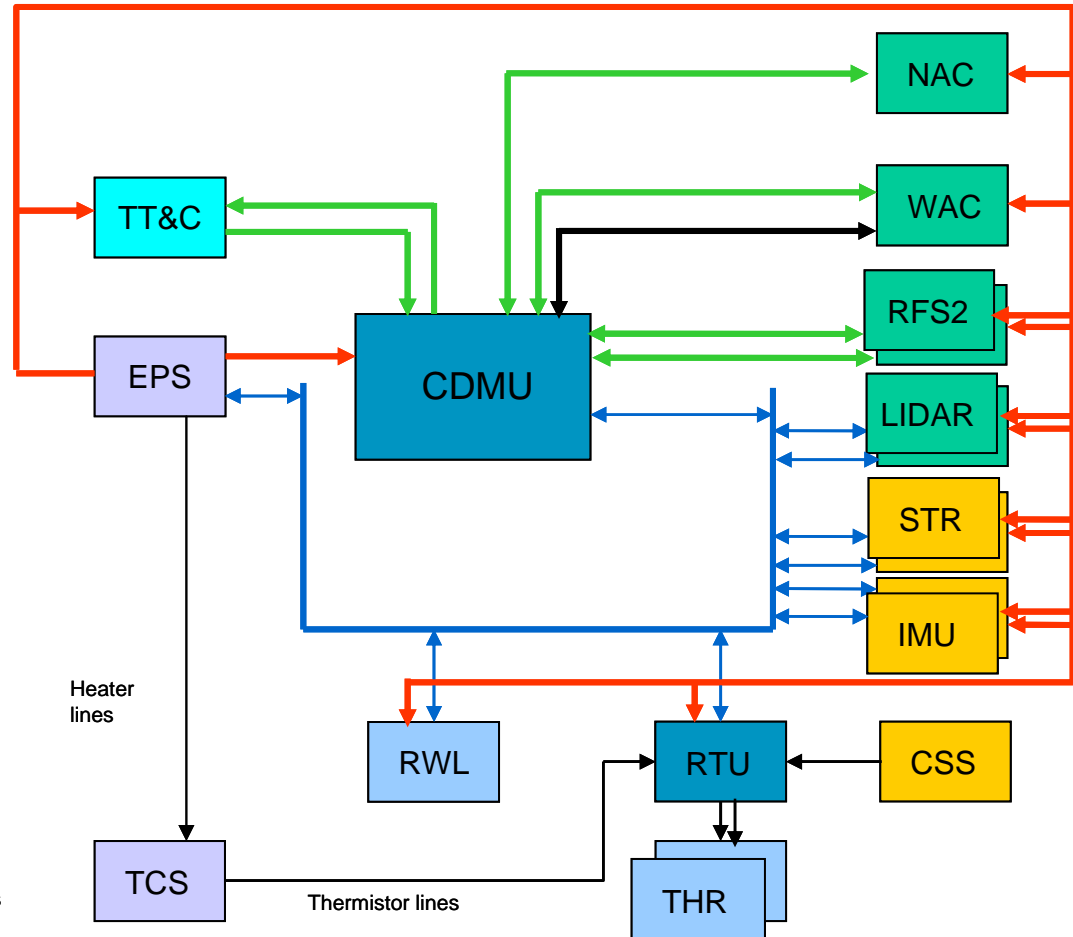 NAC
WAC
TT&C
RFS2
EPS
CDMU
LIDAR
STR
IMU
Heater
lines
RWL
RTU
CSS
TCS
THR
Thermistor lines